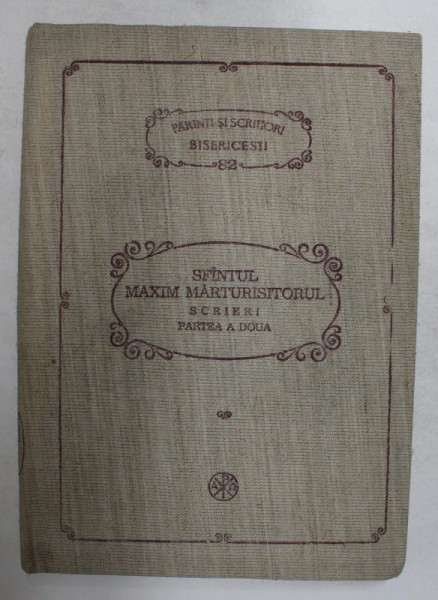 PĂRINȚI ȘI SCRIITORI
BISERICEȘTI
82
SFÎNTUL
MAXIM MĂRTURISITORUL
SCRIERI
PARTEA A DOUA